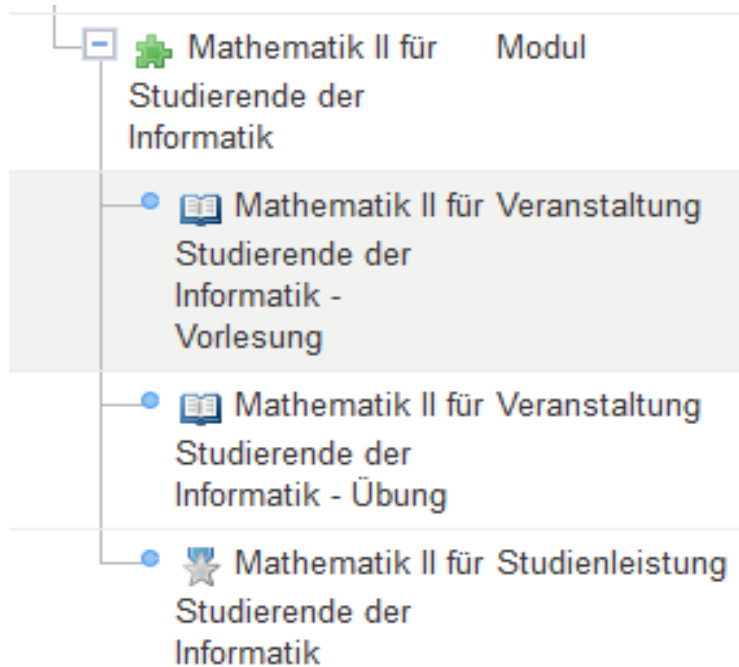 Mathematik II für Modul
Studierende der
Informatik
Mathematik II für Veranstaltung
Studierende der
Informatik -
Vorlesung
Mathematik II für Veranstaltung
Studierende der
Informatik - Übung
Mathematik II für Studienleistung
Studierende der
Informatik